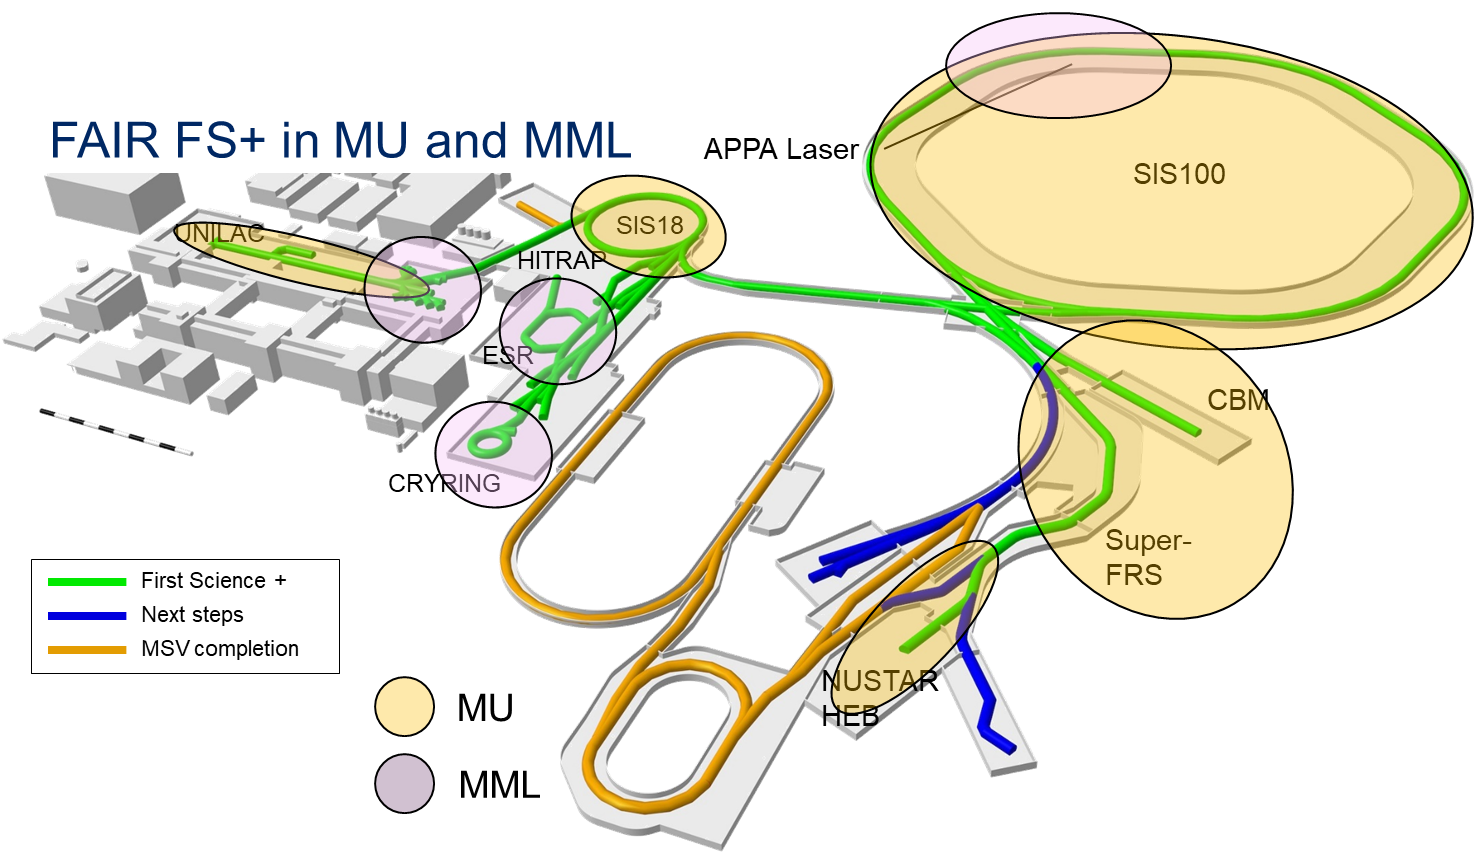 FAIR FS+ in MU and MML
APPA Laser
SIS100
UNILAC
SIS18
HITRAP
ESR
CRYRING
CBM
Super-
FRS
NUSTAR
HEB
First Science +
Next steps
MSV completion
MU
MML